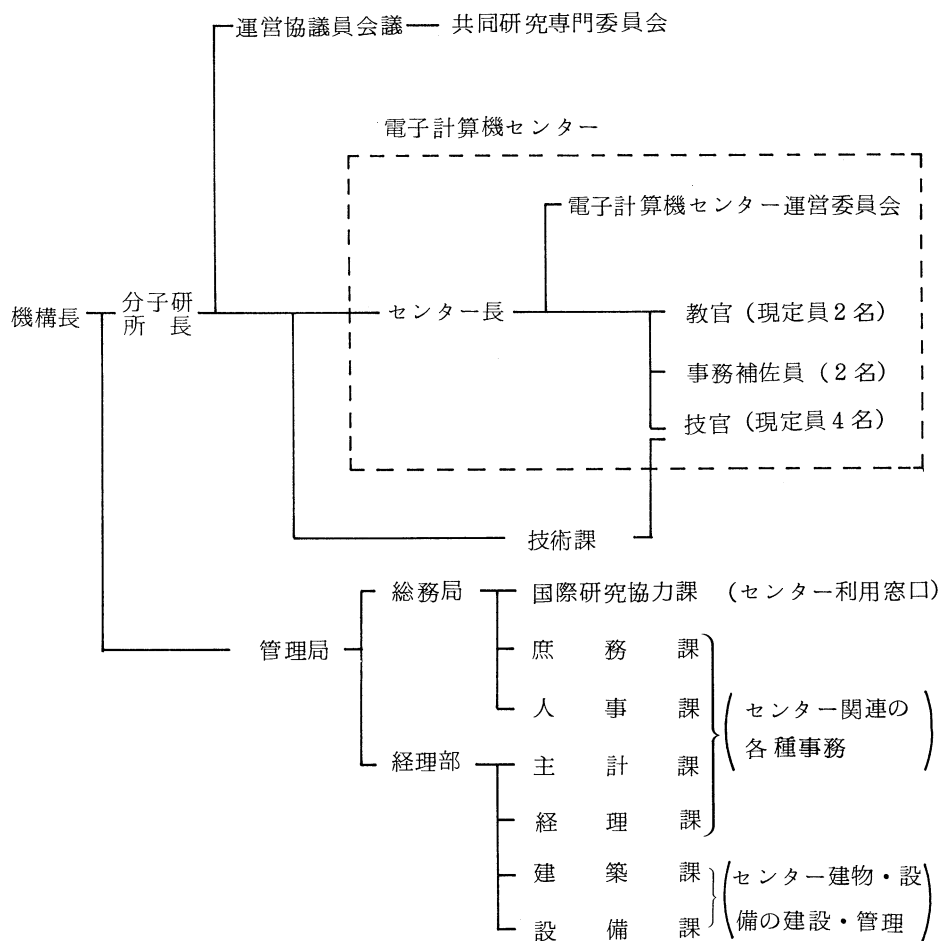 運営協議員会議 共同研究専門委員会
電子計算機センター
電子計算機センター運営委員会
機構長
分子研
所長
センター長
教官(現定員2名)
事務補佐員(2名)
技官(現定員4名)
技術課
総務局
国際研究協力課 (センター利用窓口)
管理局
庶務課
人事課
センター関連の
各種事務
経理部
主計課
経理課
建築課
設備課
センター建物・設
備の建設・管理